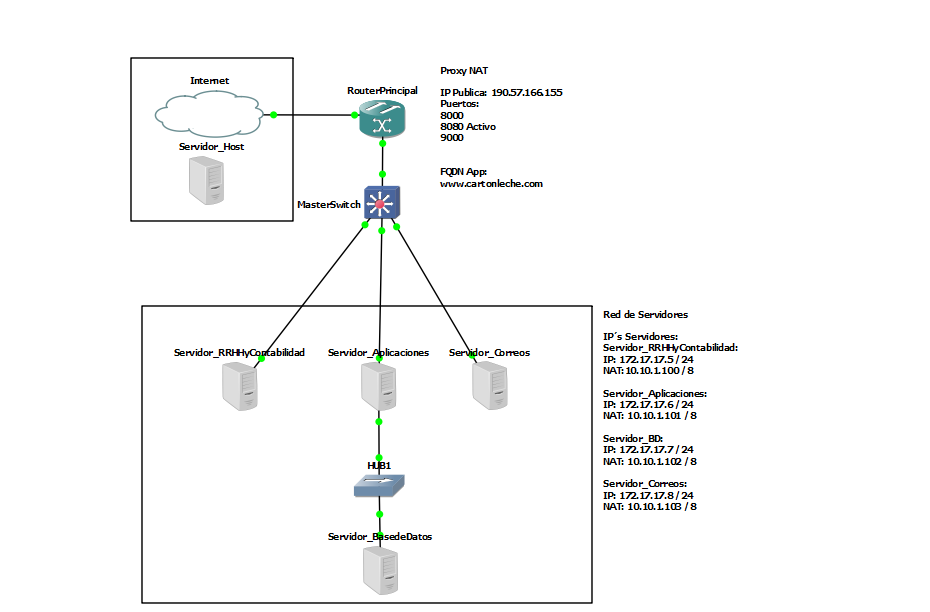 Internet
Servidor_Host
RouterPrincipal
Proxy NAT
IP Publica: 190.57.166.155
Puertos:
8000
8080 Activo
9000
FQDN App:
www.cartonleche.com
MasterSwitch
Servidor_RRHHyContabilidad
Servidor_Aplicaciones
Servidor_Correos
HUB1
Servidor_BasedeDatos
Red de Servidores
IP´s Servidores:
Servidor_RRHHyContabilidad:
IP: 172.17.17.5 / 24
NAT:10.10.1.100 / 8
Servidor_Aplicaciones:
IP: 172.17.17.6 / 24
NAT: 10.10.1.101 / 8
Servidor_BD:
IP: 172.17.17.7 / 24
NAT: 10.10.1.102 / 8
Servidor_Correos:
IP: 172.17.17.8 / 24
NAT: 10.10.1.103 / 8